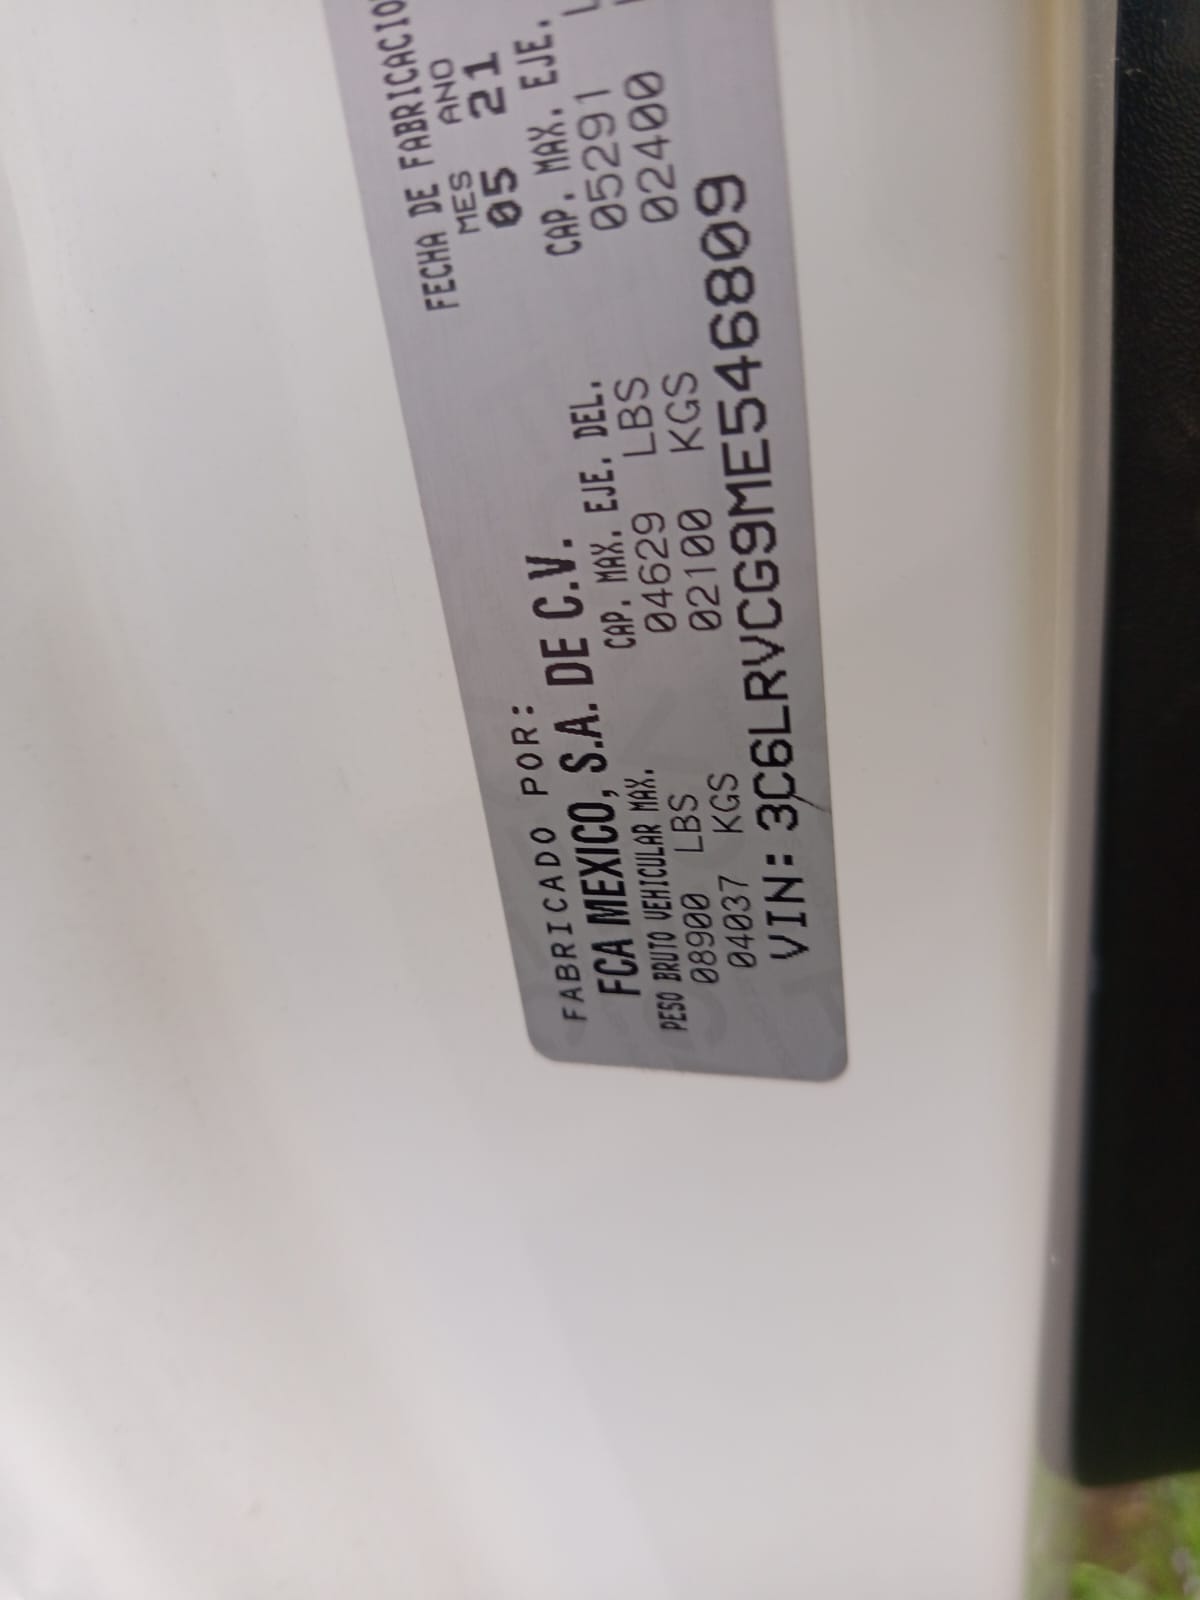 FABRICADO POR:
FCA MEXICO, S.A. DE C.V.
FECHA DE FABRICACIO
MES ANO
05 21
PESO BRUTO VEHICULAR MAX.
08900 LBS
04037 KGS
CAP. MAX. EJE. DEL.
04629 LBS
02100 KGS
CAP. MAX. EJE.
05291 L
02400
VIN: 3C6LRVCG9ME546809